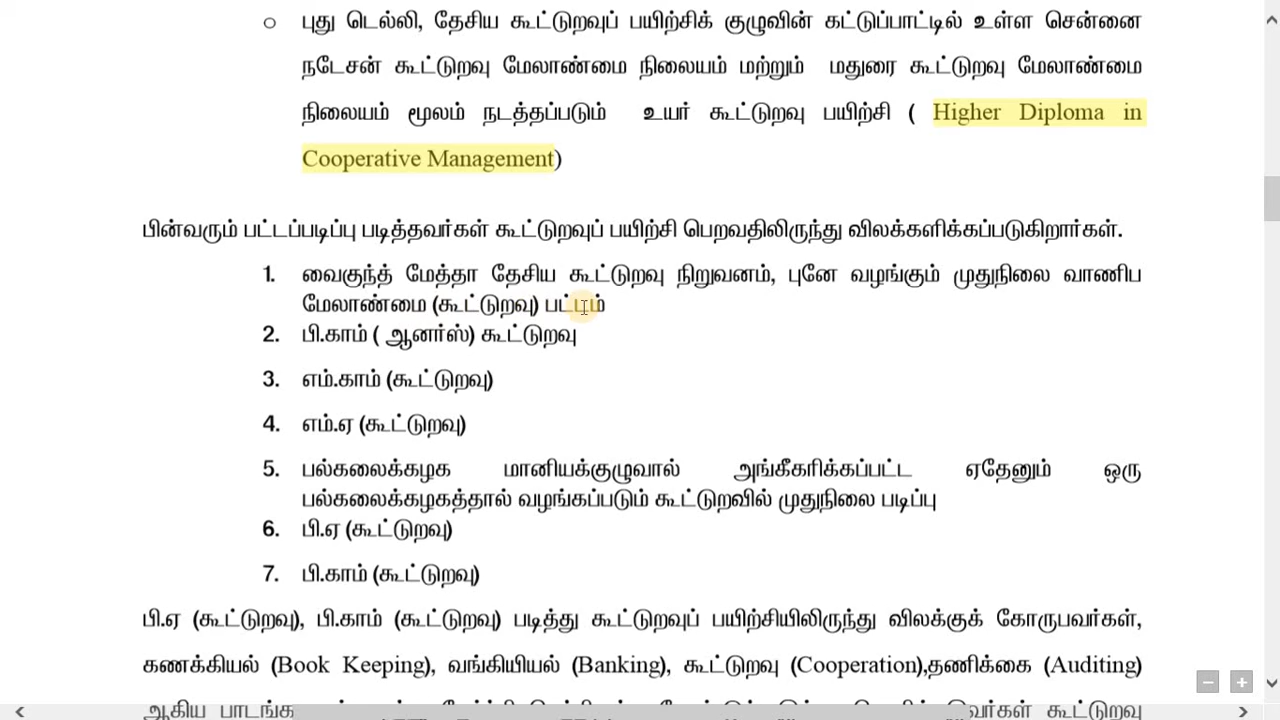 o புது டெல்லி, தேசிய கூட்டுறவுப் பயிற்சிக் குழுவின் கட்டுப்பாட்டில் உள்ள சென்னை
நடேசன் கூட்டுறவு மேலாண்மை நிலையம் மற்றும் மதுரை கூட்டுறவு மேலாண்மை
நிலையம் மூலம் நடத்தப்படும் உயர் கூட்டுறவு பயிற்சி ( Higher Diploma in
Cooperative Management)
பின்வரும் பட்டப்படிப்பு படித்தவர்கள் கூட்டுறவுப் பயிற்சி பெறவதிலிருந்து விலக்களிக்கப்படுகிறார்கள்.
1. வைகுந்த் மேத்தா தேசிய கூட்டுறவு நிறுவனம், புனே வழங்கும் முதுநிலை வாணிப
மேலாண்மை (கூட்டுறவு) பட்டம்
2. பி.காம் ( ஆனர்ஸ்) கூட்டுறவு
3. எம்.காம் (கூட்டுறவு)
4. எம்.ஏ (கூட்டுறவு)
5. பல்கலைக்கழக மானியக்குழுவால் அங்கீகரிக்கப்பட்ட ஏதேனும் ஒரு
பல்கலைக்கழகத்தால் வழங்கப்படும் கூட்டுறவில் முதுநிலை படிப்பு
6. பி.ஏ (கூட்டுறவு)
7. பி.காம் (கூட்டுறவு)
பி.ஏ (கூட்டுறவு), பி.காம் (கூட்டுறவு) படித்து கூட்டுறவுப் பயிற்சியிலிருந்து விலக்குக் கோருபவர்கள்,
கணக்கியல் (Book Keeping), வங்கியியல் (Banking), கூட்டுறவு (Cooperation),தணிக்கை (Auditing)
ஆகிய கூட்டுறவு